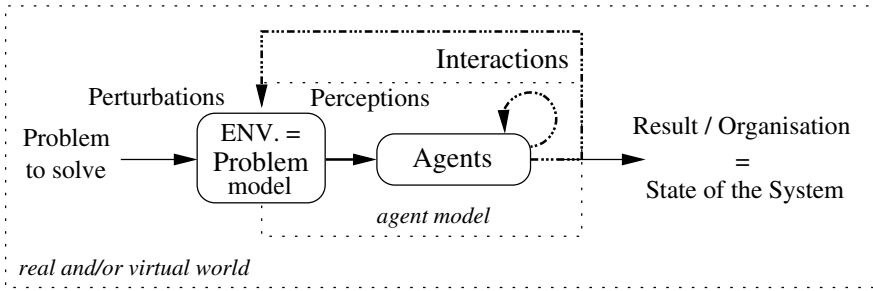 Interactions
Perturbations
Perceptions
Problem
to solve
ENV. =
Problem
model
Agents
Result / Organisation
=
State of the System
agent model
real and/or virtual world